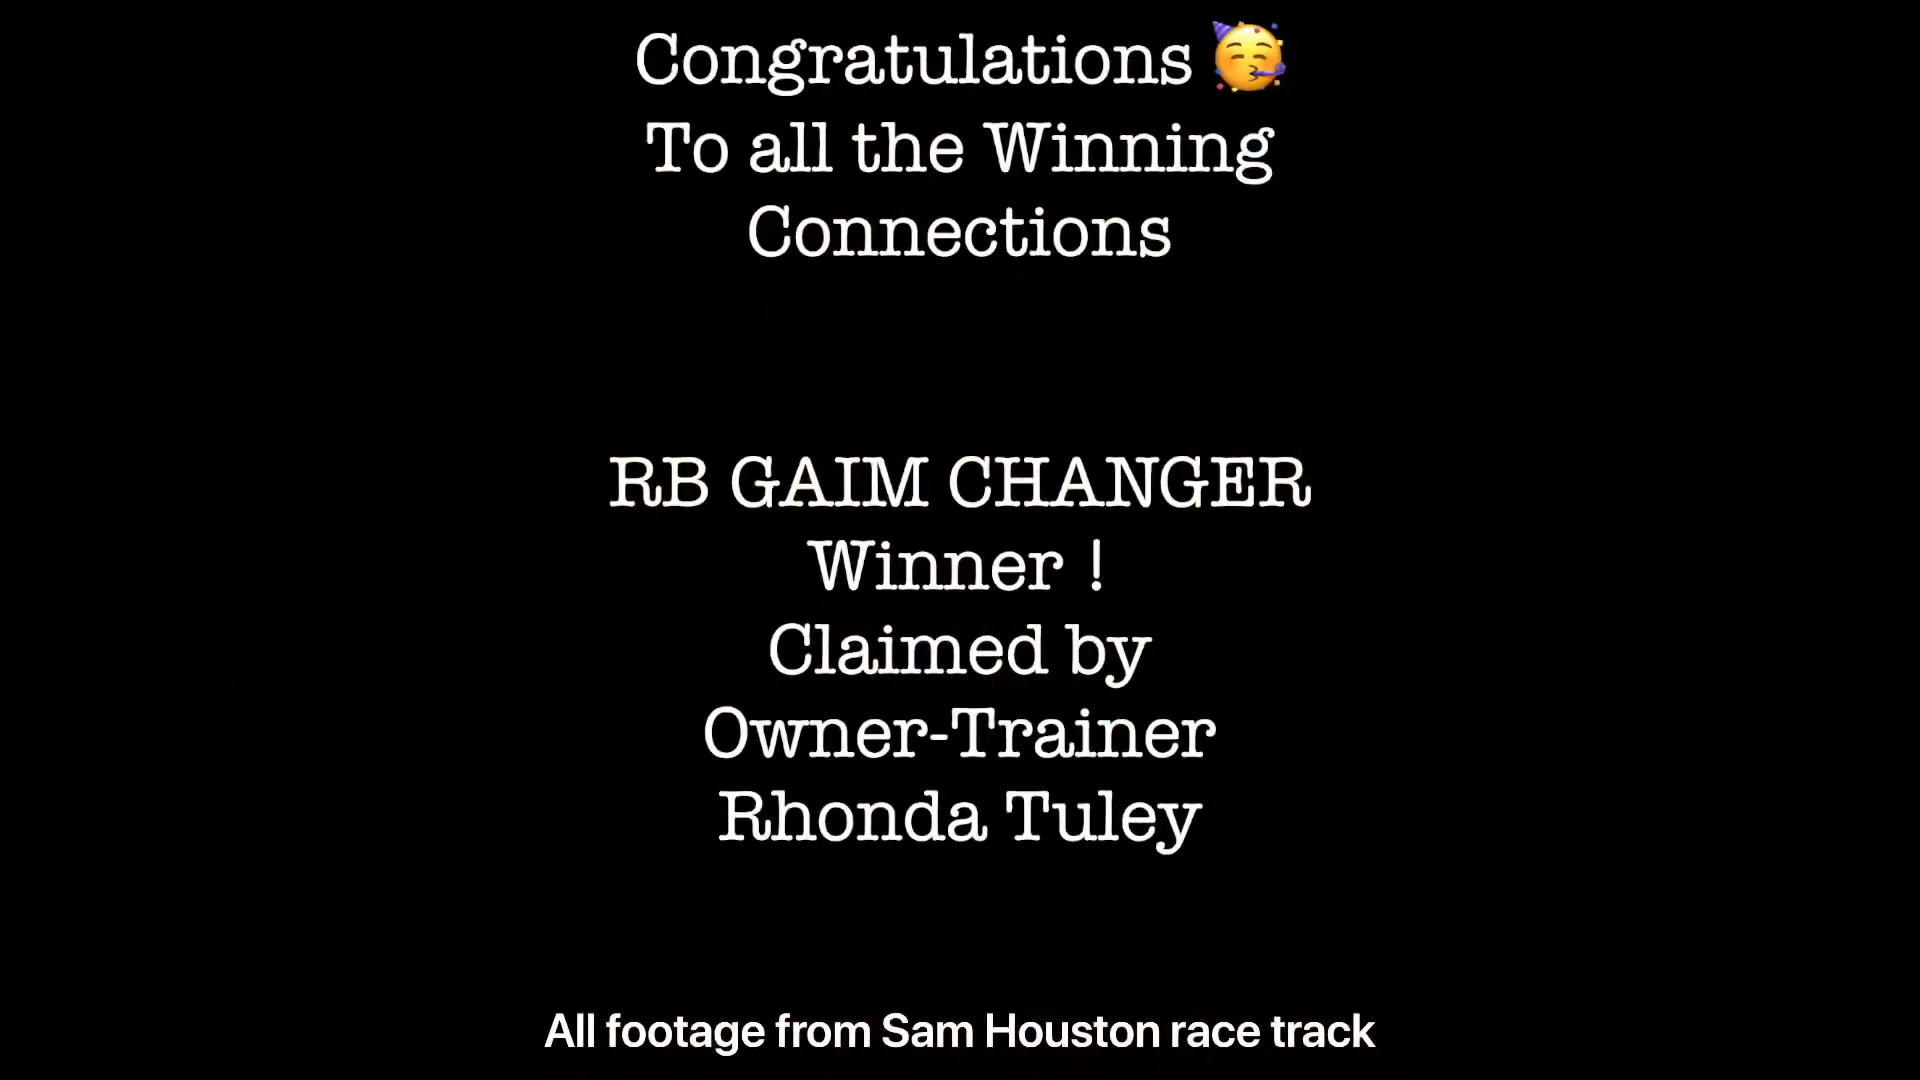 Congratulations 🥳
To all the Winning
Connections
RB GAIM CHANGER
Winner !
Claimed by
Owner-Trainer
Rhonda Tuley
All footage from Sam Houston race track